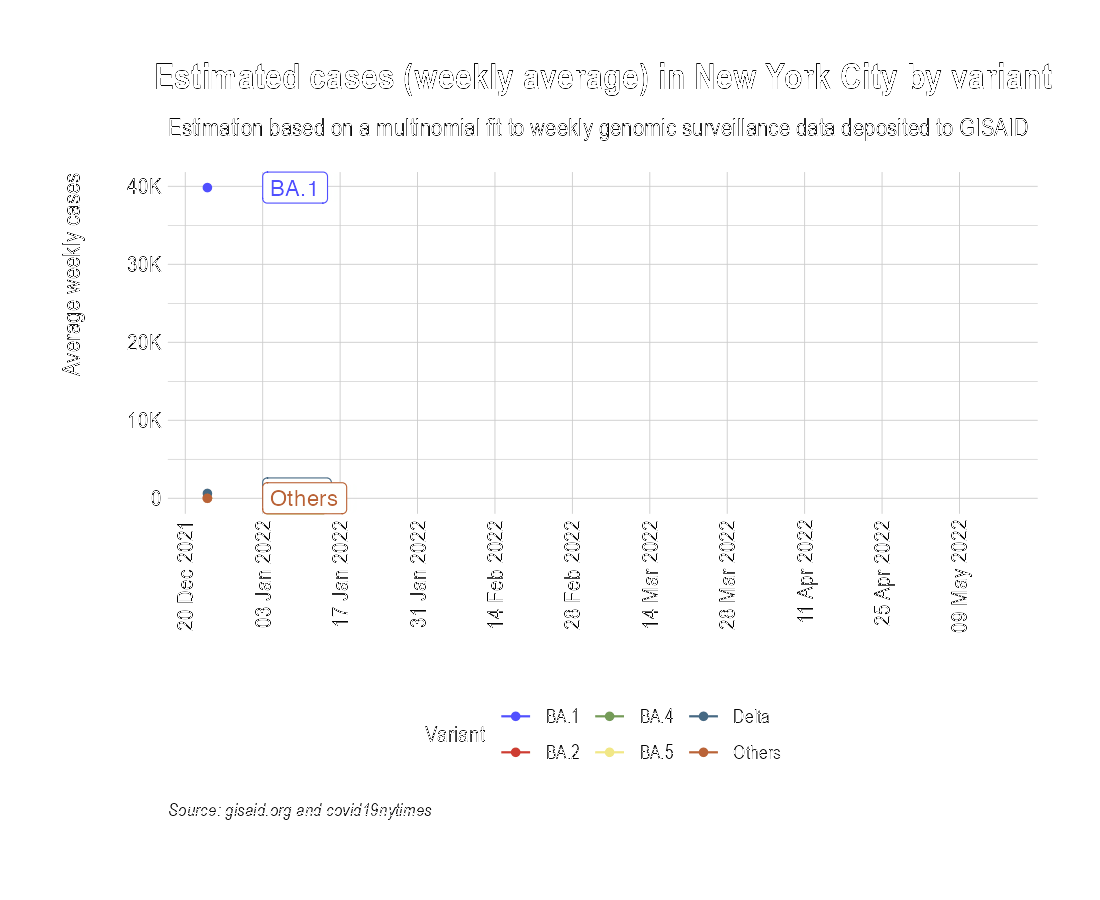 Estimated cases (weekly average) in New York City by variant
Estimation based on a multinomial fit to weekly genomic surveillance data deposited to GISAID
Average weekly cases
40K
30K
20K
10K
0
BA.1
Others
20 Dec 2021
03 Jan 2022
17 Jan 2022
31 Jan 2022
14 Feb 2022
28 Feb 2022
14 Mar 2022
28 Mar 2022
11 Apr 2022
25 Apr 2022
09 May 2022
Variant
BA.1
BA.4
Delta
BA.2
BA.5
Others
Source: gisaid.org and covid19nytimes